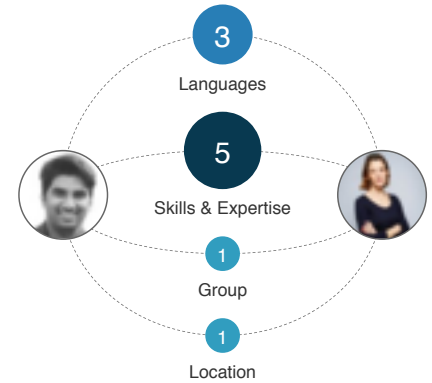 3
Languages
5
Skills & Expertise
1
Group
1
Location